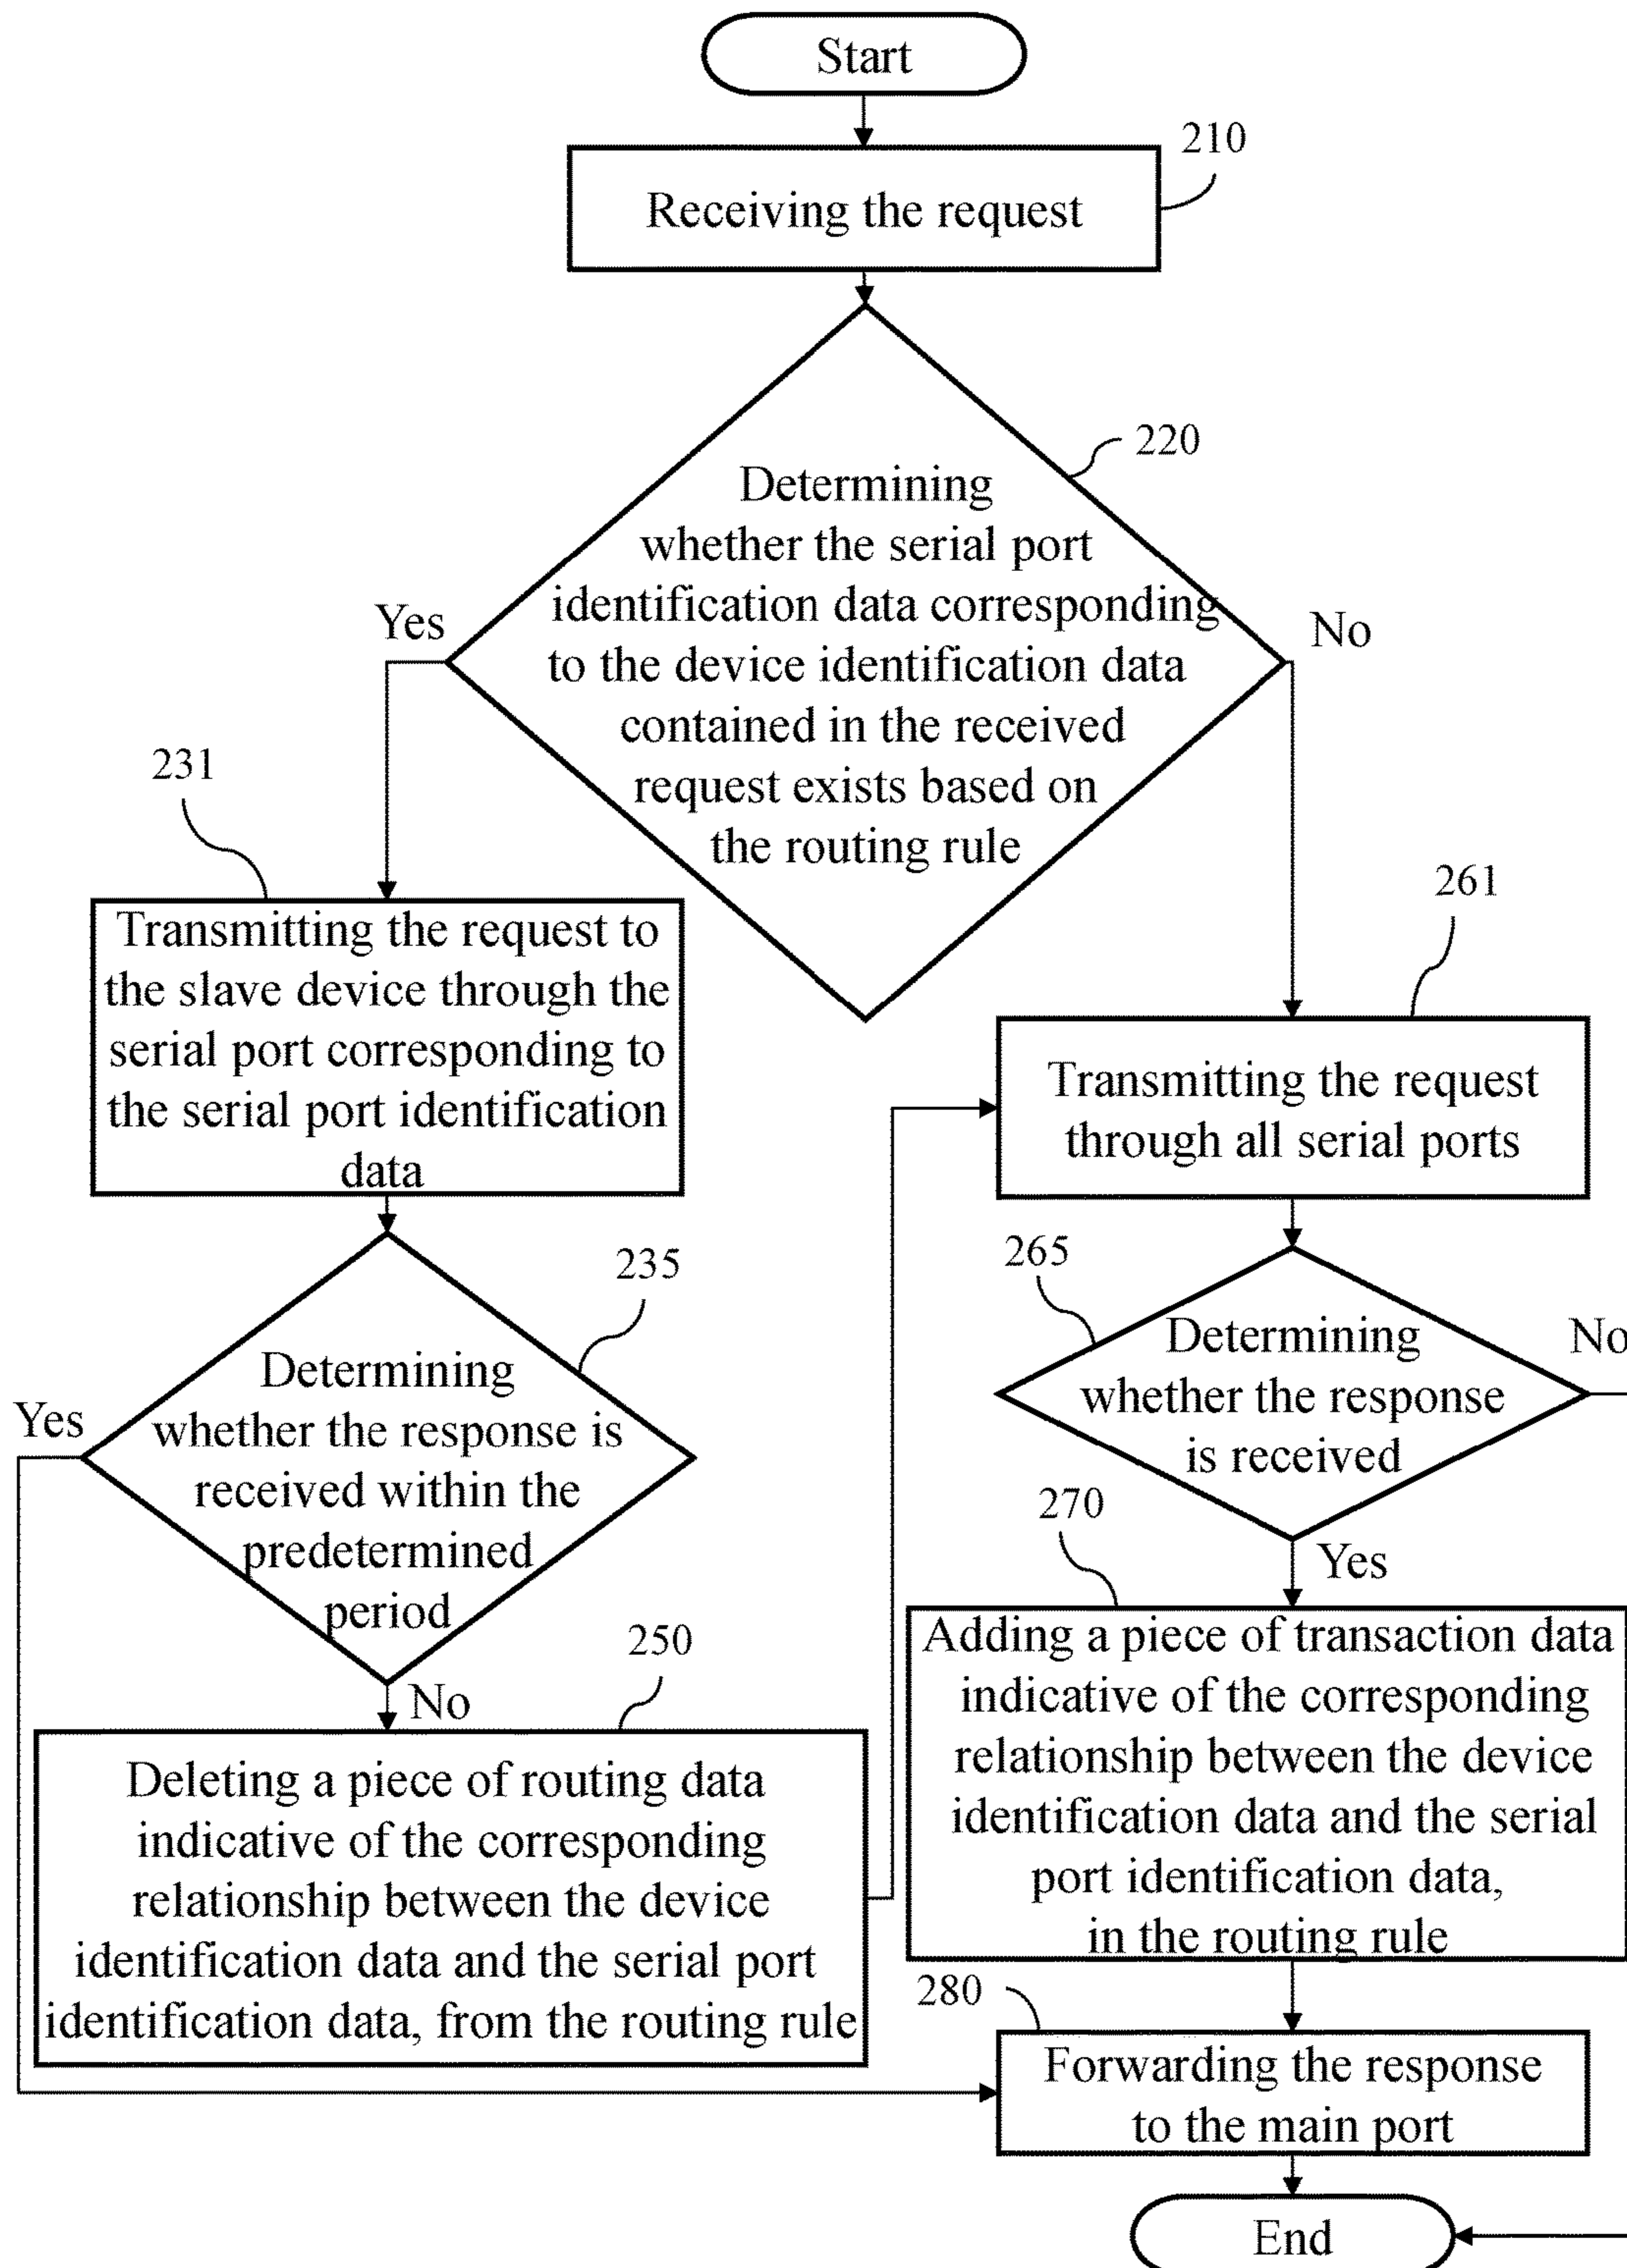 Start
210
Receiving the request
220
Determining
whether the serial port
identification data corresponding
to the device identification data
contained in the received
request exists based on
the routing rule
Yes
No
231
Transmitting the request to
the slave device through the
serial port corresponding to
the serial port identification
data
261
Transmitting the request
through all serial ports
235
Determining
whether the response is
received within the
predetermined
period
Yes
No
265
Determining
whether the response
is received
No
Yes
250
Deleting a piece of routing data
indicative of the corresponding
relationship between the device
identification data and the serial port
identification data, from the routing rule
270
Adding a piece of transaction data
indicative of the corresponding
relationship between the device
identification data and the serial
port identification data,
in the routing rule
280
Forwarding the response
to the main port
End